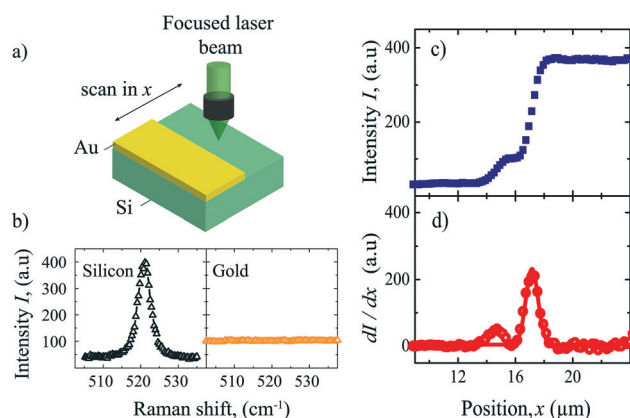 a)
Focused laser
beam
scan in x
Au
Si
b)
Intensity I, (a.u)
400
300
200
100
Silicon
Gold
510 520 530 510 520 530
Raman shift, (cm⁻¹)
c)
Intensity I, (a.u)
400
200
0
d)
dI / dx (a.u)
400
200
0
12 16 20 24
Position, x (µm)